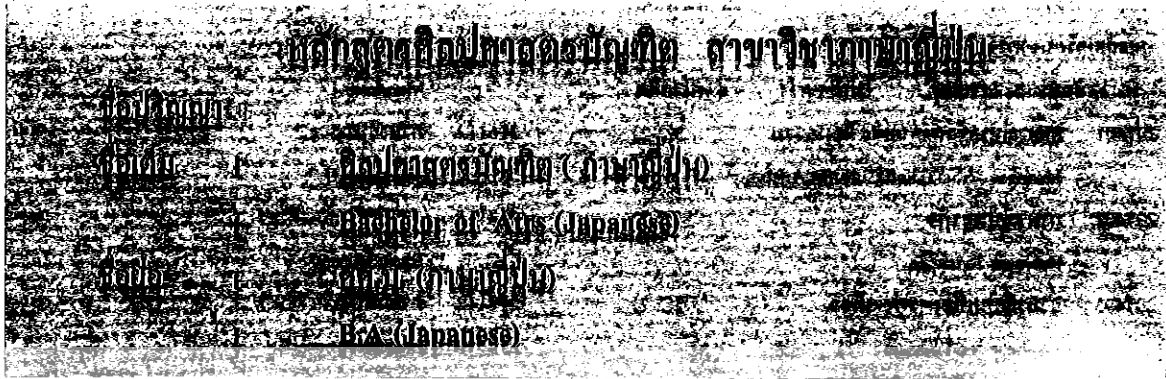 หลักสูตรศิลปศาสตรบัณฑิต สาขาวิชาภาษาญี่ปุ่น
ชื่อปริญญา
ชื่อเต็ม : ศิลปศาสตรบัณฑิต (ภาษาญี่ปุ่น)
: Bachelor of Atrs (Japanese)
ชื่อย่อ : ศศ.บ. (ภาษาญี่ปุ่น)
: B.A. (Japanese)